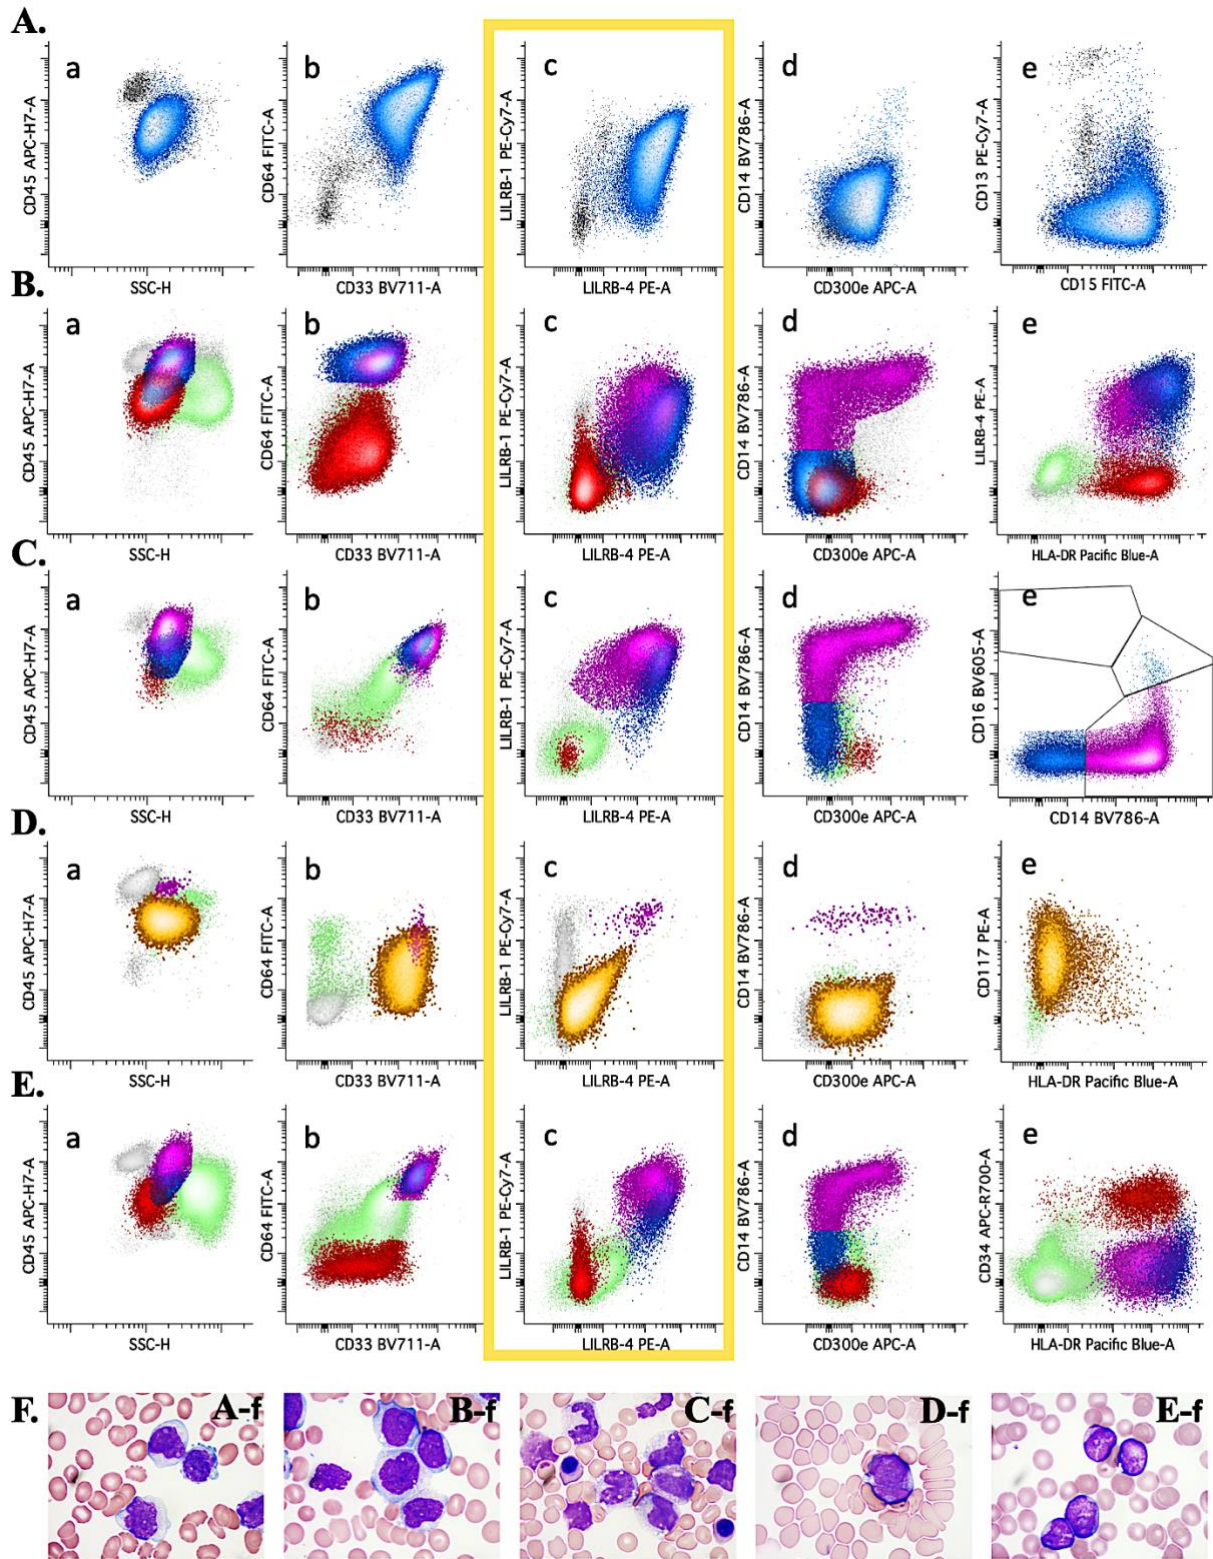 A.
a b c d e
CD45 APC-H7-A CD64 FITC-A LILRB-1 PE-Cy7-A CD14 BV786-A CD13 PE-Cy7-A
SSC-H CD33 BV711-A LILRB-4 PE-A CD300e APC-A CD15 FITC-A
B.
a b c d e
CD45 APC-H7-A CD64 FITC-A LILRB-1 PE-Cy7-A CD14 BV786-A LILRB-4 PE-A
SSC-H CD33 BV711-A LILRB-4 PE-A CD300e APC-A HLA-DR Pacific Blue-A
C.
a b c d e
CD45 APC-H7-A CD64 FITC-A LILRB-1 PE-Cy7-A CD14 BV786-A CD16 BV605-A
SSC-H CD33 BV711-A LILRB-4 PE-A CD300e APC-A CD14 BV786-A
D.
a b c d e
CD45 APC-H7-A CD64 FITC-A LILRB-1 PE-Cy7-A CD14 BV786-A CD117 PE-A
SSC-H CD33 BV711-A LILRB-4 PE-A CD300e APC-A HLA-DR Pacific Blue-A
E.
a b c d e
CD45 APC-H7-A CD64 FITC-A LILRB-1 PE-Cy7-A CD14 BV786-A CD34 APC-R700-A
SSC-H CD33 BV711-A LILRB-4 PE-A CD300e APC-A HLA-DR Pacific Blue-A
F. A-f B-f C-f D-f E-f